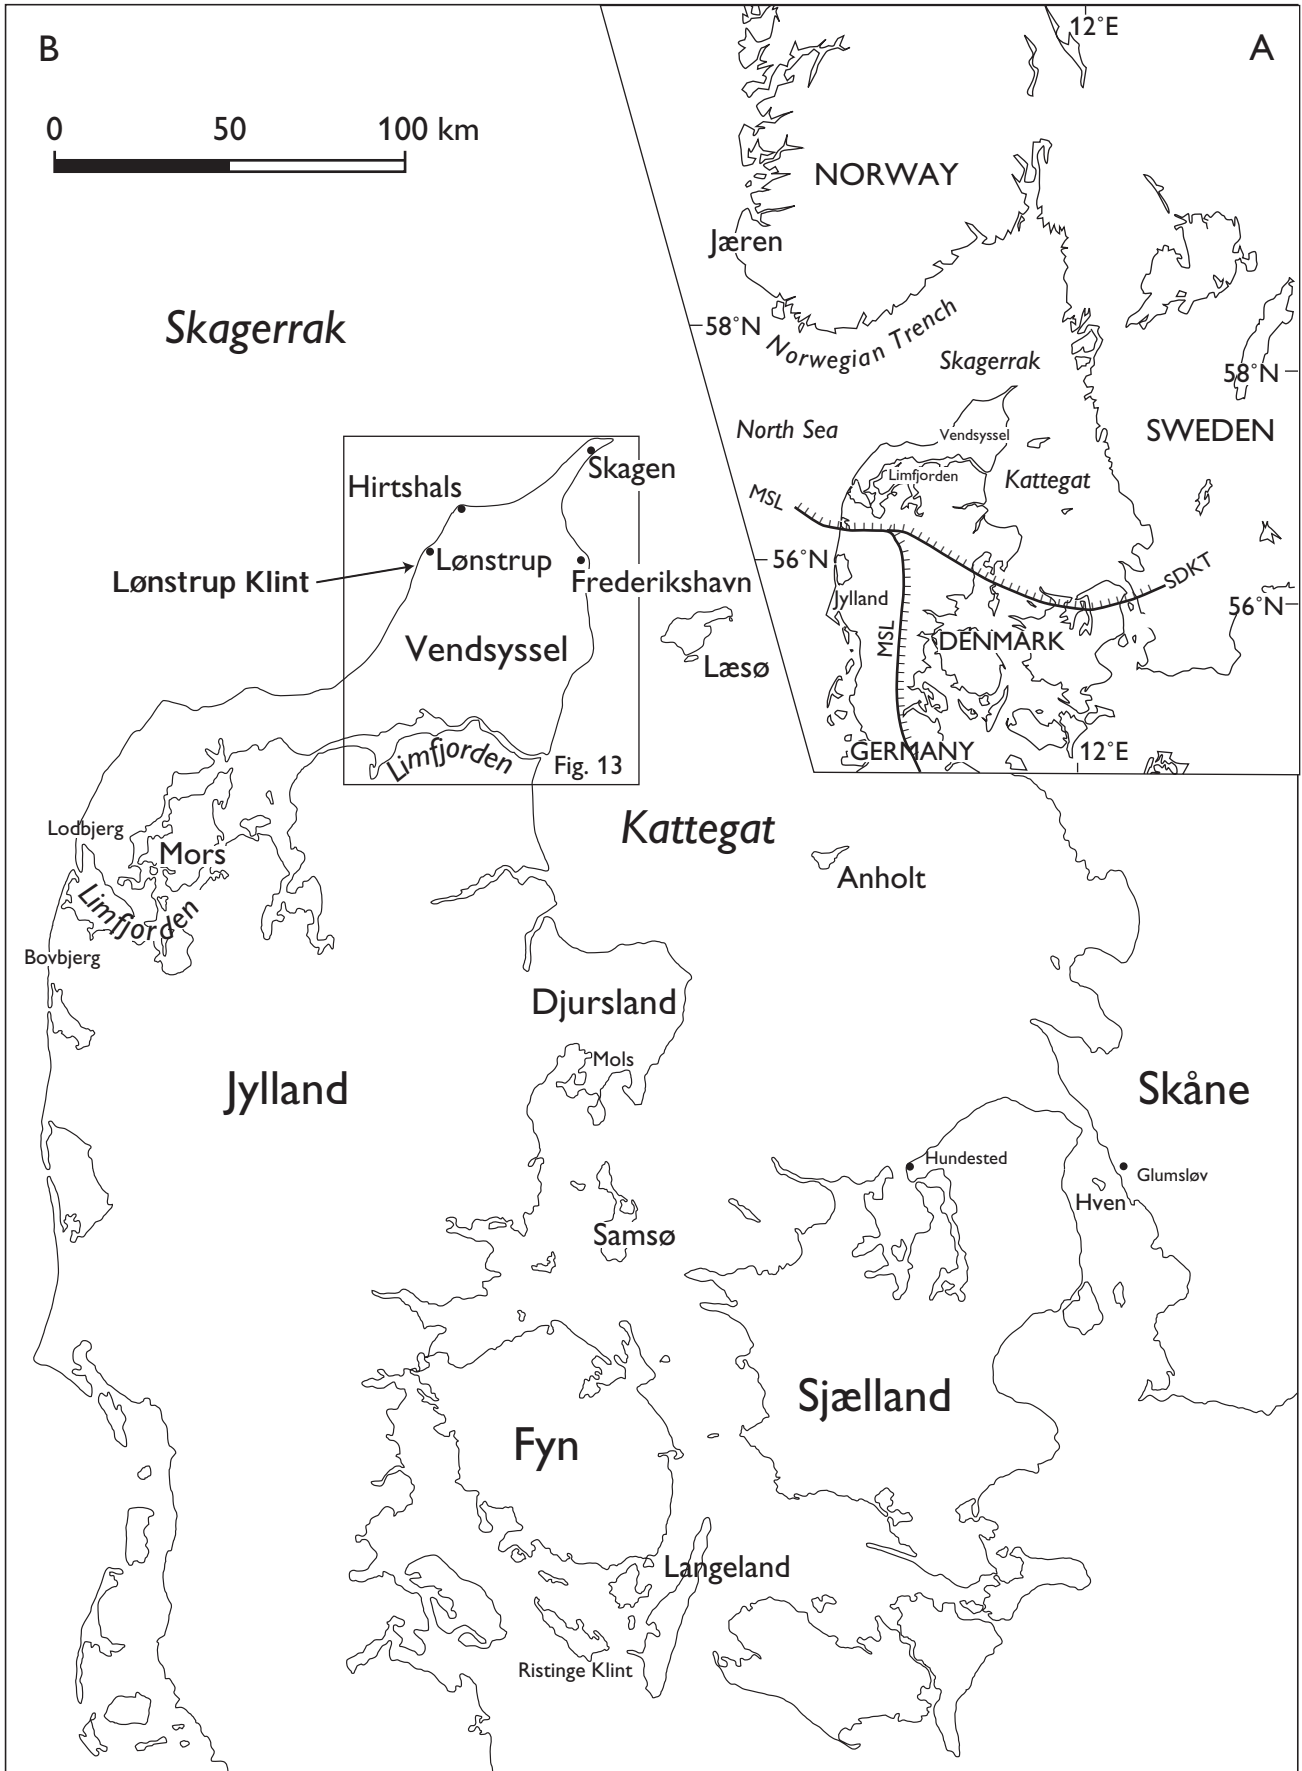 B
12°E
A
0 50 100 km
NORWAY
Jæren
Skagerrak
58°N
Norwegian Trench
Skagerrak
58°N
North Sea
Vendsyssel
SWEDEN
Limfjorden
Kattegat
MSL
56°N
SDKT
Jylland
56°N
MSL
DENMARK
GERMANY
12°E
Skagen
Hirtshals
Lønstrup
Lønstrup Klint
Frederikshavn
Vendsyssel
Læsø
Limfjorden
Fig. 13
Kattegat
Lodbjerg
Mors
Anholt
Limfjorden
Bovbjerg
Djursland
Mols
Jylland
Skåne
Hundested
Glumsløv
Hven
Samsø
Sjælland
Fyn
Langeland
Ristinge Klint